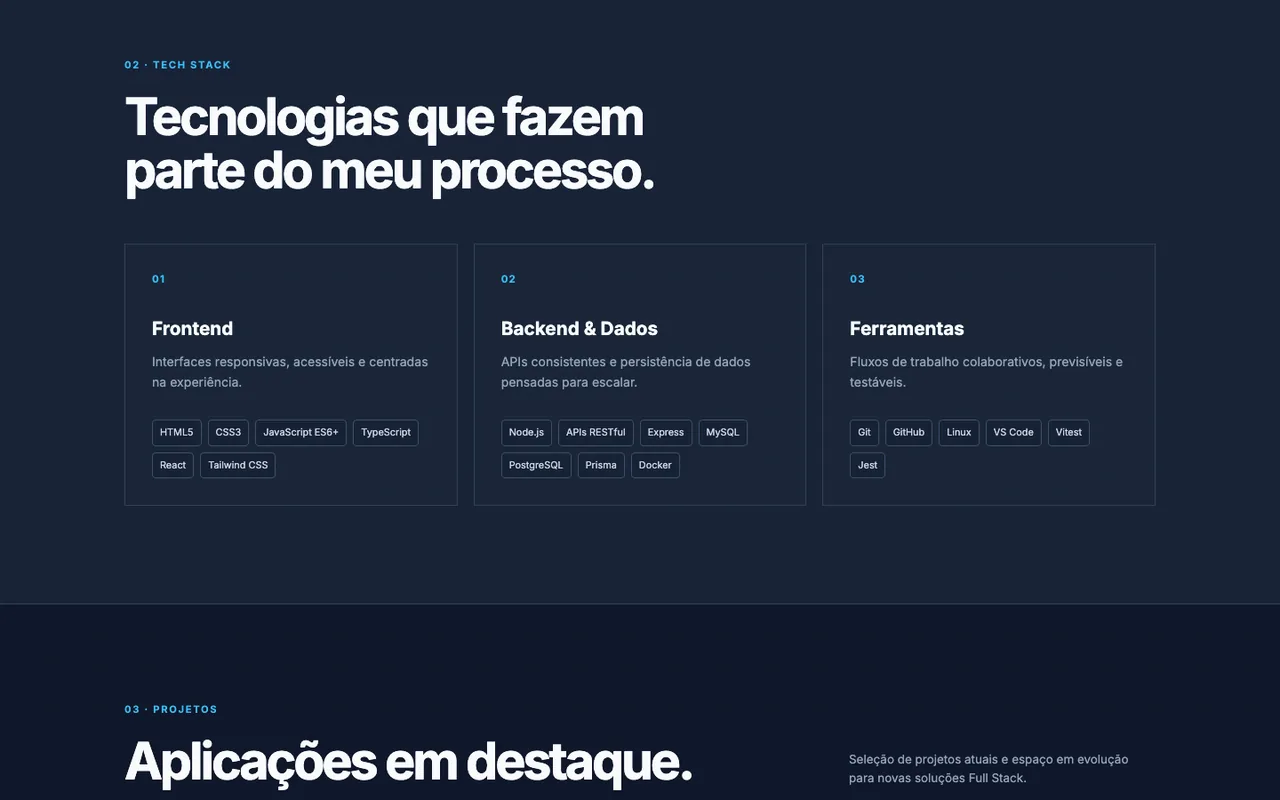 02 · TECH STACK
Tecnologias que fazem
parte do meu processo.
01
Frontend
Interfaces responsivas, acessíveis e centradas
na experiência.
HTML5 CSS3 JavaScript ES6+ TypeScript
React Tailwind CSS
02
Backend & Dados
APIs consistentes e persistência de dados
pensadas para escalar.
Node.js APIs RESTful Express MySQL
PostgreSQL Prisma Docker
03
Ferramentas
Fluxos de trabalho colaborativos, previsíveis e
testáveis.
Git GitHub Linux VS Code Vitest
Jest
03 · PROJETOS
Aplicações em destaque.
Seleção de projetos atuais e espaço em evolução
para novas soluções Full Stack.